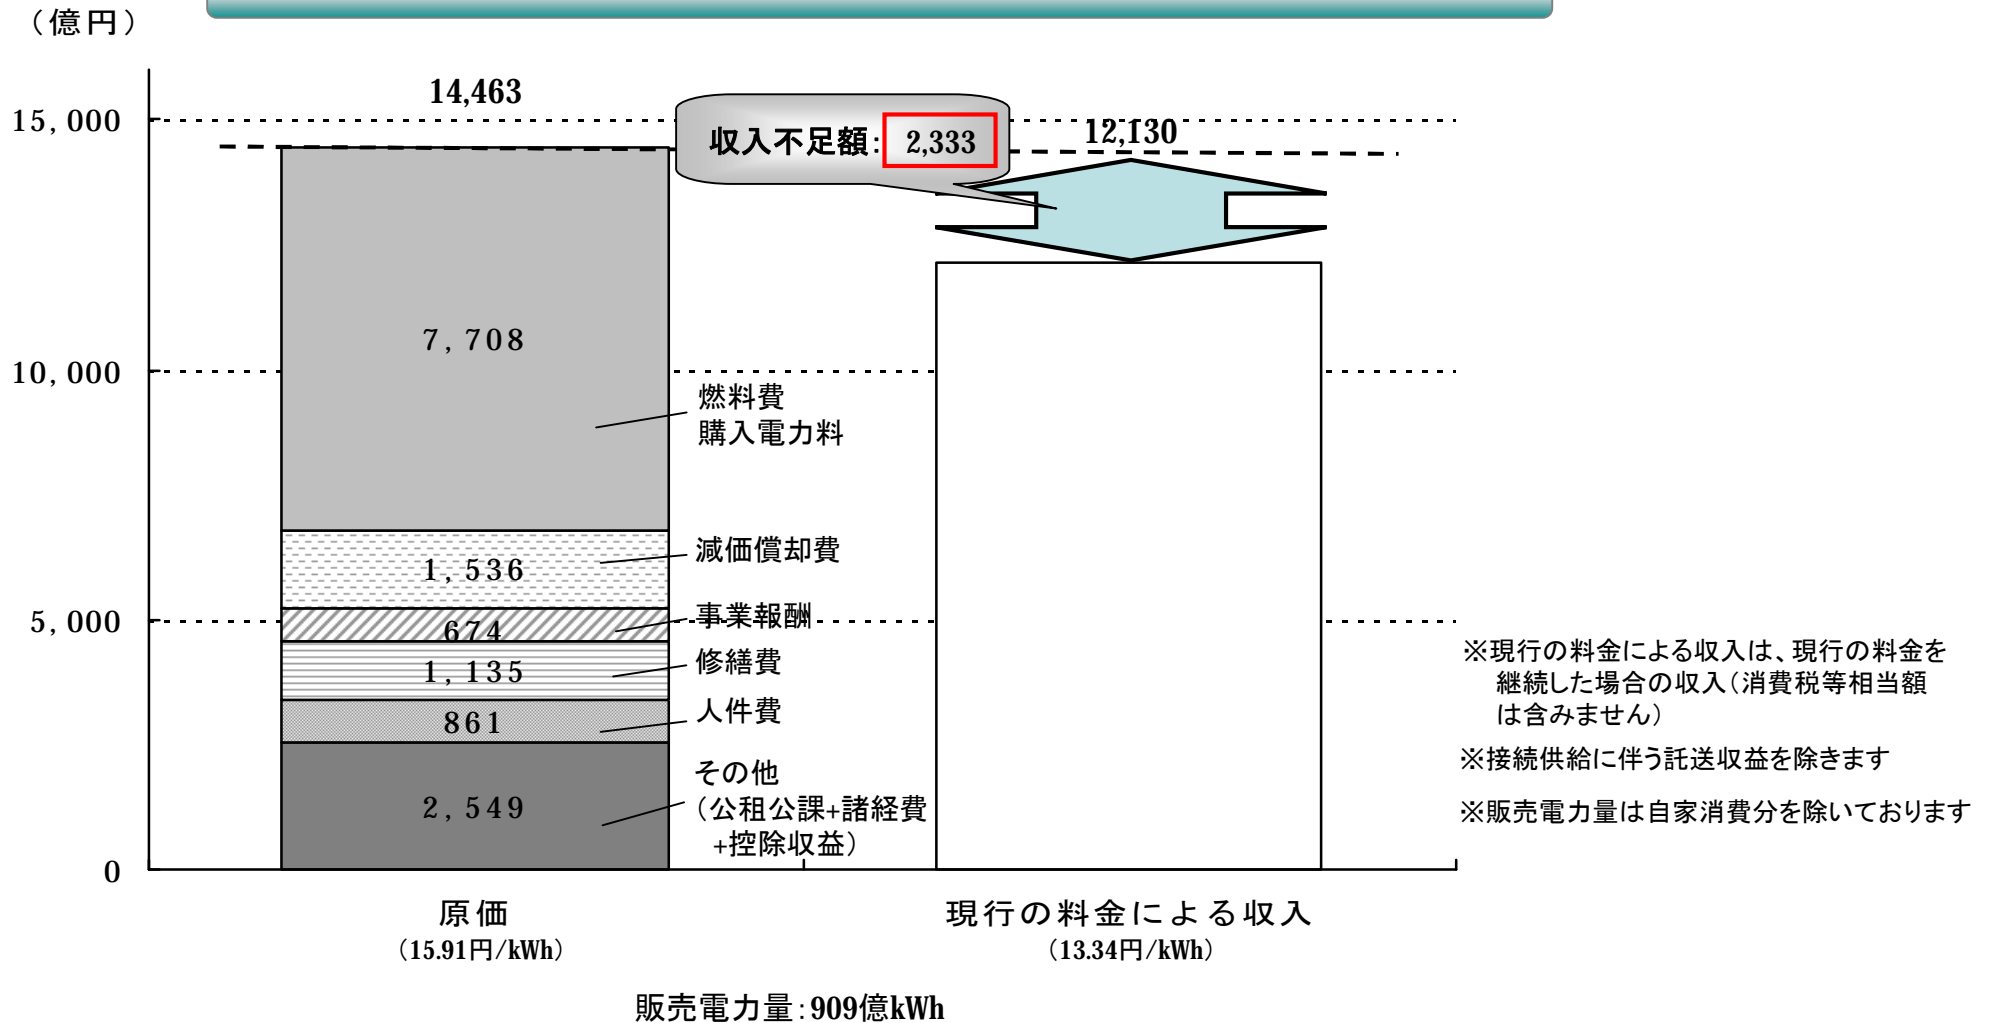 （億円）
14,463
15,000
収入不足額：2,333
12,130
7,708
10,000
燃料費
購入電力料
1,536
減価償却費
5,000
674
事業報酬
1,135
修繕費
861
人件費
2,549
その他
（公租公課+諸経費
+控除収益）
0
※現行の料金による収入は、現行の料金を
継続した場合の収入（消費税等相当額
は含みません）
※接続供給に伴う託送収益を除きます
※販売電力量は自家消費分を除いております
原価
（15.91円/kWh）
現行の料金による収入
（13.34円/kWh）
販売電力量：909億kWh